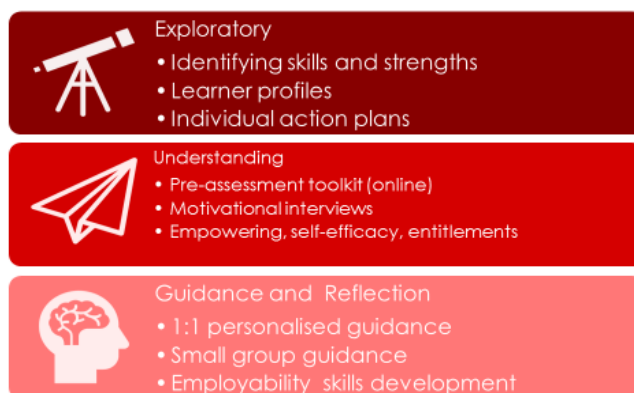 Exploratory
• Identifying skills and strengths
• Learner profiles
• Individual action plans
Understanding
• Pre-assessment toolkit (online)
• Motivational interviews
• Empowering, self-efficacy, entitlements
Guidance and Reflection
• 1:1 personalised guidance
• Small group guidance
• Employability skills development